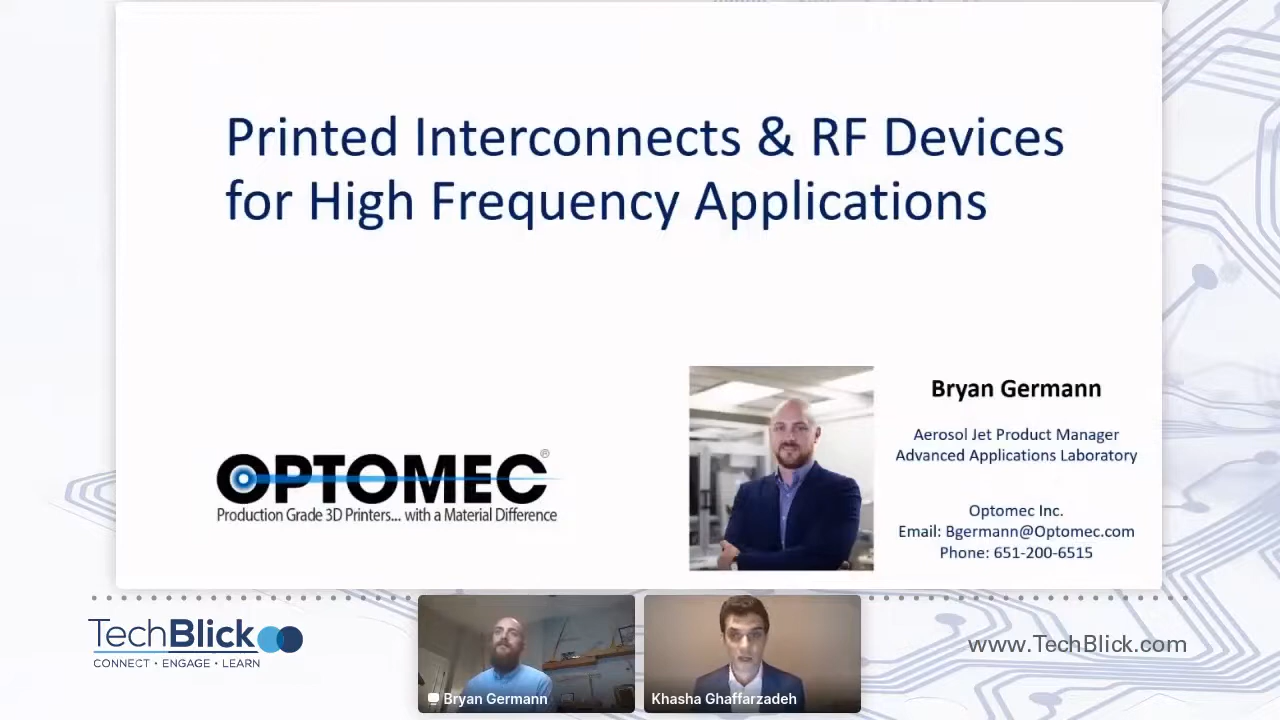 Printed Interconnects & RF Devices
for High Frequency Applications
OPTOMEC®
Production Grade 3D Printers... with a Material Difference
Bryan Germann
Aerosol Jet Product Manager
Advanced Applications Laboratory
Optomec Inc.
Email: Bgermann@Optomec.com
Phone: 651-200-6515
TechBlick
CONNECT • ENGAGE • LEARN
Bryan Germann
Khasha Ghaffarzadeh
www.TechBlick.com